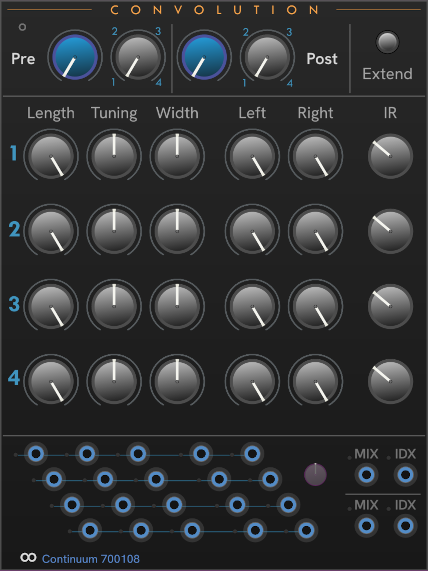 CONVOLUTION
2 3 2 3
Pre Post
1 4 1 4
Extend
Length Tuning Width Left Right IR
1
2
3
4
MIX IDX
MIX IDX
∞ Continuum 700108